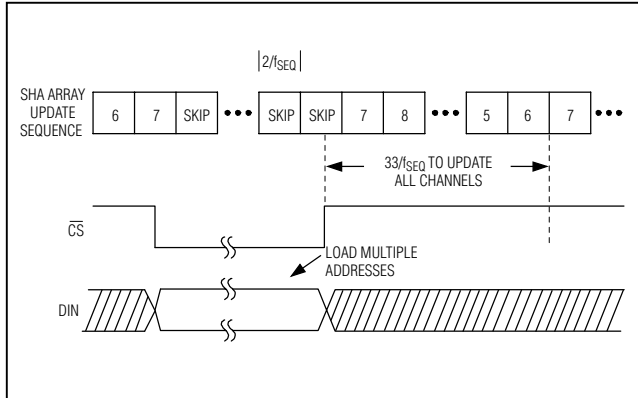 |2/fSEQ|
SHA ARRAY
UPDATE
SEQUENCE
6 7 SKIP ••• SKIP SKIP 7 8 ••• 5 6 7 •••
33/fSEQ TO UPDATE
ALL CHANNELS
CS
LOAD MULTIPLE
ADDRESSES
DIN